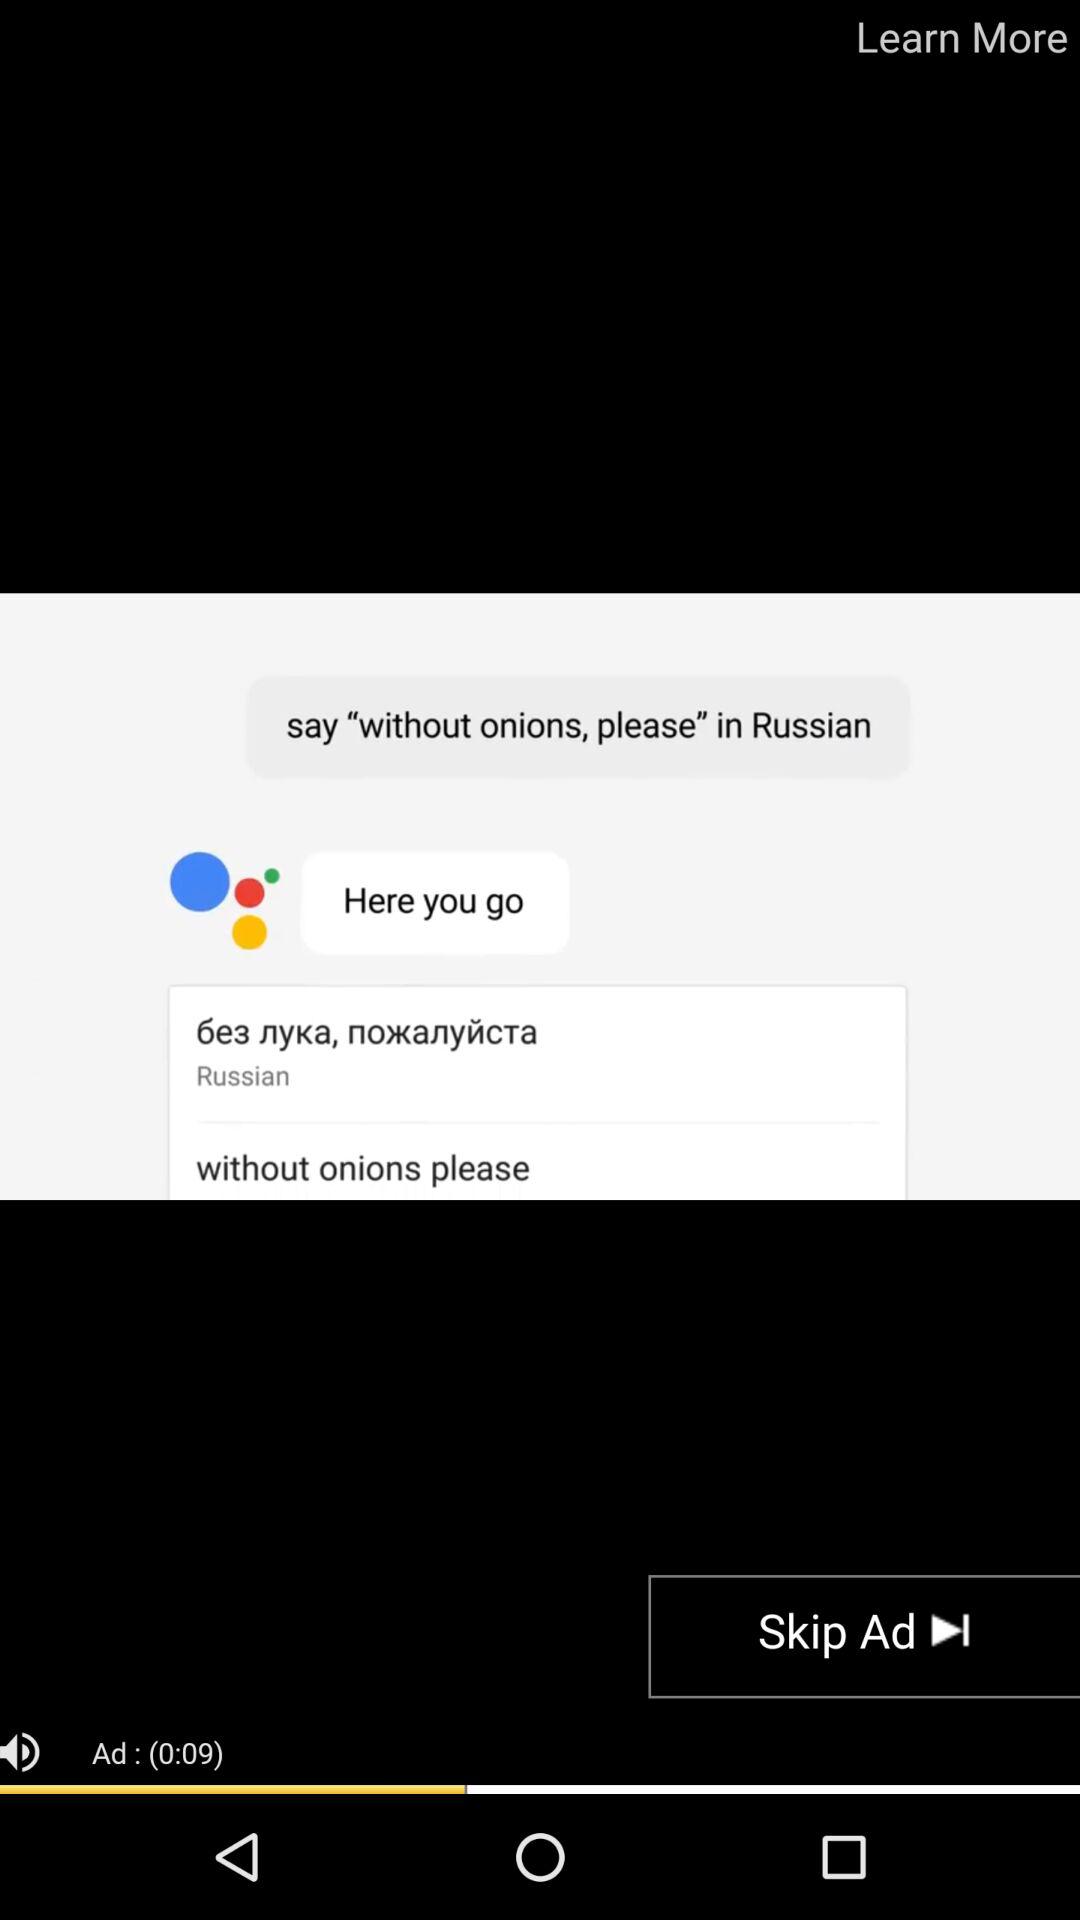 Learn More
say “without onions, please” in Russian
Here you go
без лука, пожалуйста
Russian
without onions please
Skip Ad
Ad : (0:09)